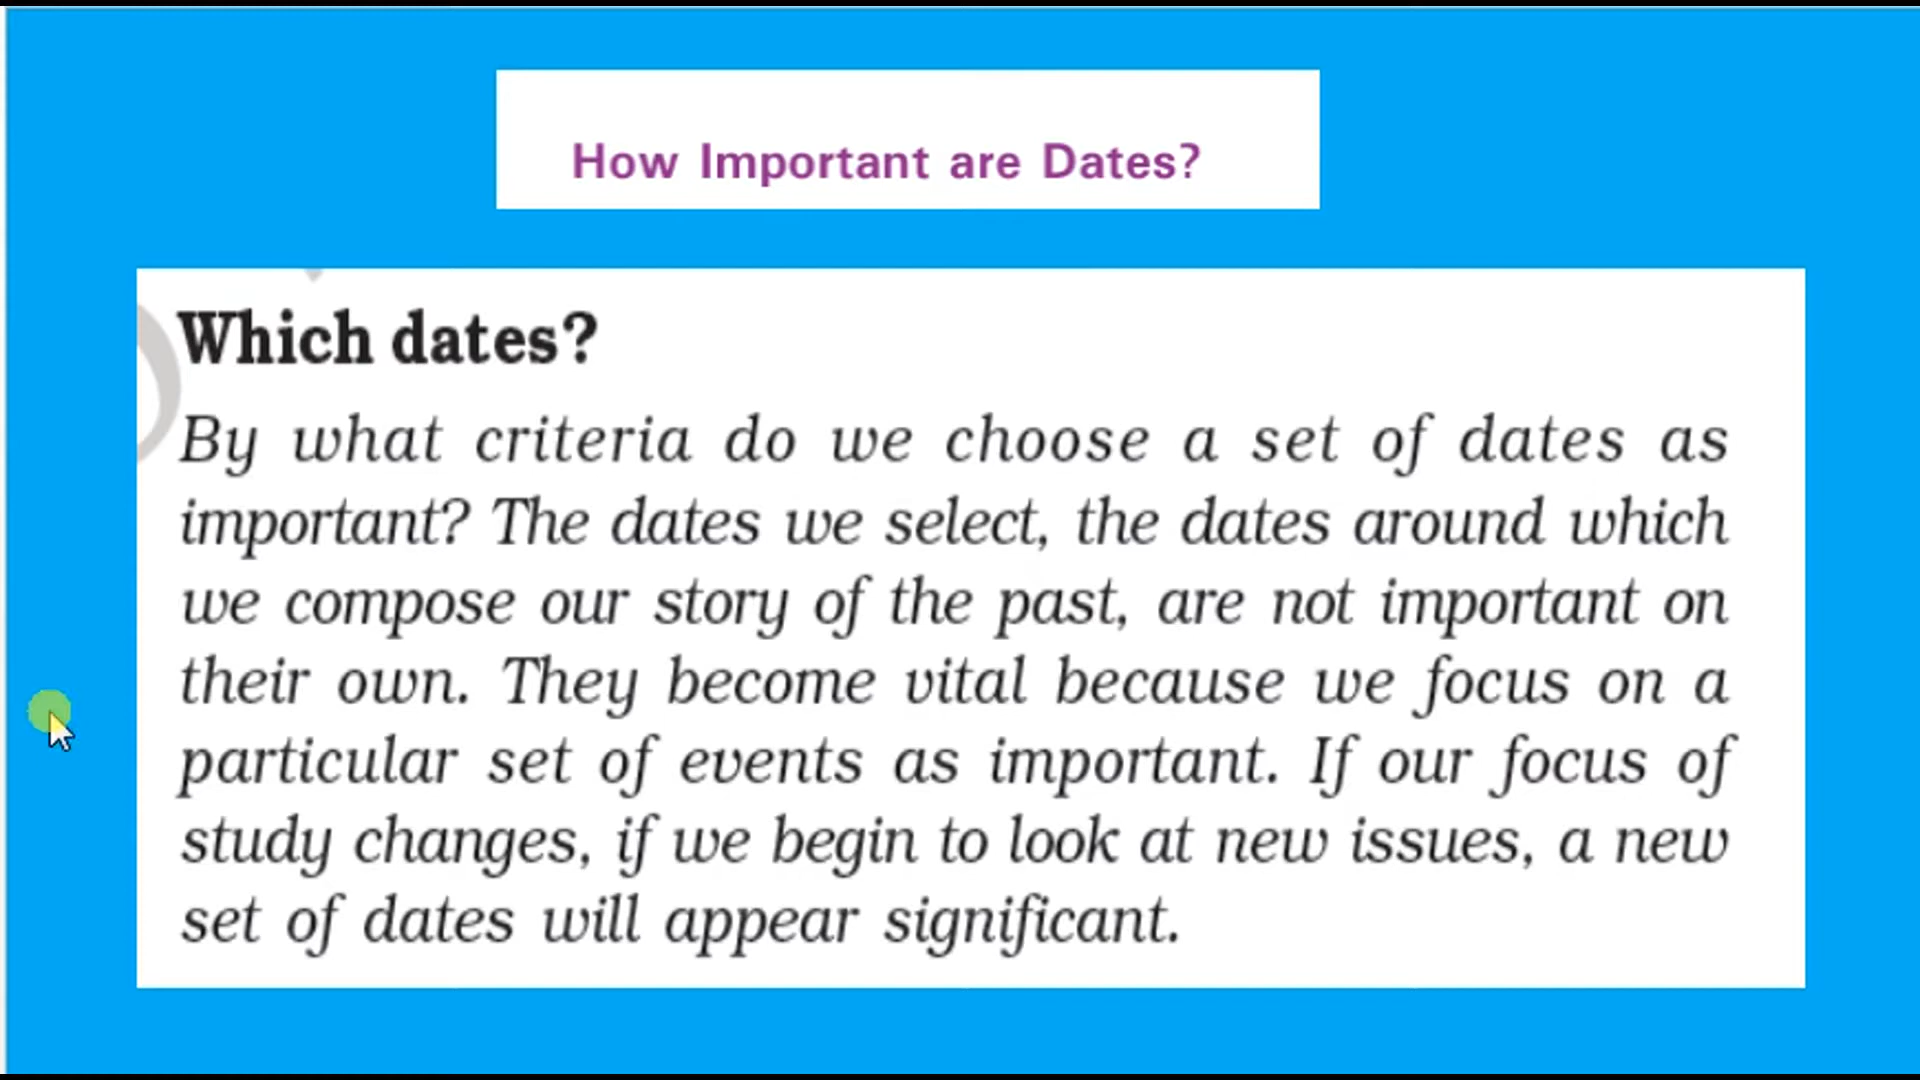 How Important are Dates?
Which dates?
By what criteria do we choose a set of dates as
important? The dates we select, the dates around which
we compose our story of the past, are not important on
their own. They become vital because we focus on a
particular set of events as important. If our focus of
study changes, if we begin to look at new issues, a new
set of dates will appear significant.